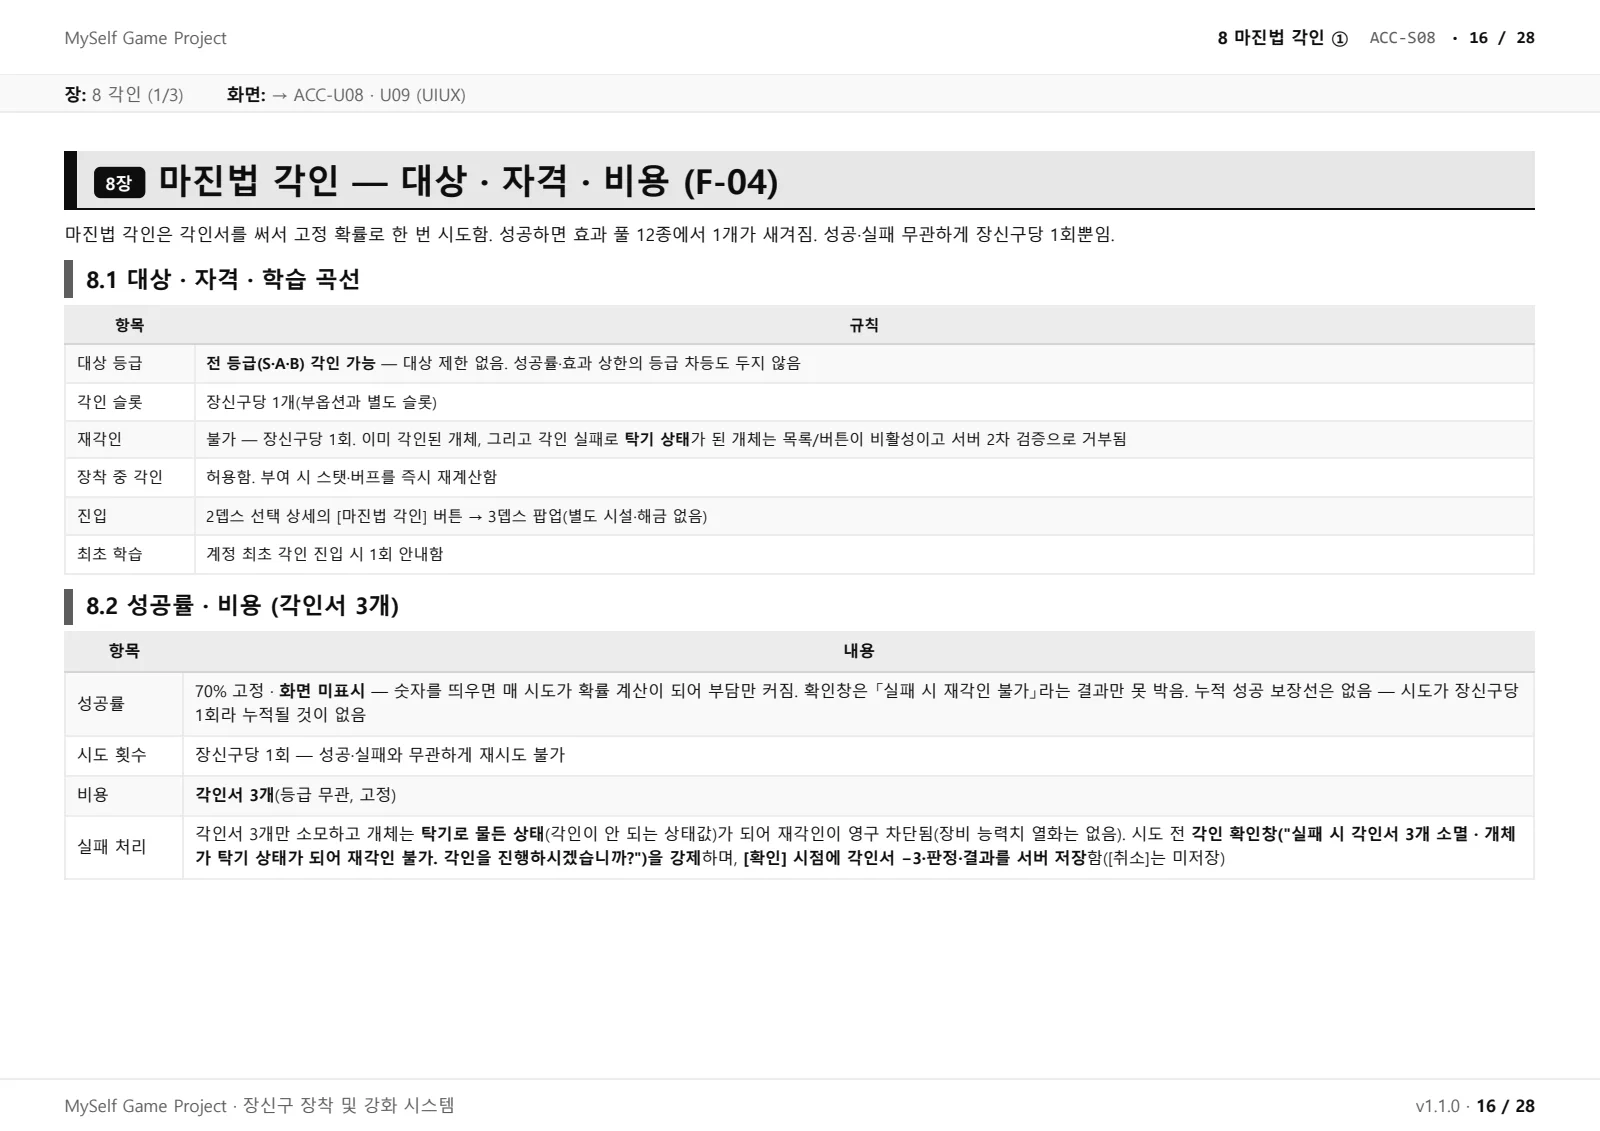 MySelf Game Project
8 마진법 각인 ① ACC-S08 · 16 / 28
장: 8 각인 (1/3) 화면: → ACC-U08 · U09 (UIUX)
8장 마진법 각인 — 대상 · 자격 · 비용 (F-04)
마진법 각인은 각인서를 써서 고정 확률로 한 번 시도함. 성공하면 효과 풀 12종에서 1개가 새겨짐. 성공·실패 무관하게 장신구당 1회뿐임.
8.1 대상 · 자격 · 학습 곡선
항목 규칙
대상 등급 전 등급(S·A·B) 각인 가능 — 대상 제한 없음. 성공률·효과 상한의 등급 차등도 두지 않음
각인 슬롯 장신구당 1개(부옵션과 별도 슬롯)
재각인 불가 — 장신구당 1회. 이미 각인된 개체, 그리고 각인 실패로 탁기 상태가 된 개체는 목록/버튼이 비활성이고 서버 2차 검증으로 거부됨
장착 중 각인 허용함. 부여 시 스탯·버프를 즉시 재계산함
진입 2뎁스 선택 상세의 [마진법 각인] 버튼 → 3뎁스 팝업(별도 시설·해금 없음)
최초 학습 계정 최초 각인 진입 시 1회 안내함
8.2 성공률 · 비용 (각인서 3개)
항목 내용
성공률 70% 고정 · 화면 미표시 — 숫자를 띄우면 매 시도가 확률 계산이 되어 부담만 커짐. 확인창은 「실패 시 재각인 불가」라는 결과만 못 박음. 누적 성공 보장선은 없음 — 시도가 장신구당
1회라 누적될 것이 없음
시도 횟수 장신구당 1회 — 성공·실패와 무관하게 재시도 불가
비용 각인서 3개(등급 무관, 고정)
실패 처리 각인서 3개만 소모하고 개체는 탁기로 물든 상태(각인이 안 되는 상태값)가 되어 재각인이 영구 차단됨(장비 능력치 열화는 없음). 시도 전 각인 확인창("실패 시 각인서 3개 소멸 · 개체
가 탁기 상태가 되어 재각인 불가. 각인을 진행하시겠습니까?")을 강제하며, [확인] 시점에 각인서 −3·판정·결과를 서버 저장함([취소]는 미저장)
MySelf Game Project · 장신구 장착 및 강화 시스템
v1.1.0 · 16 / 28